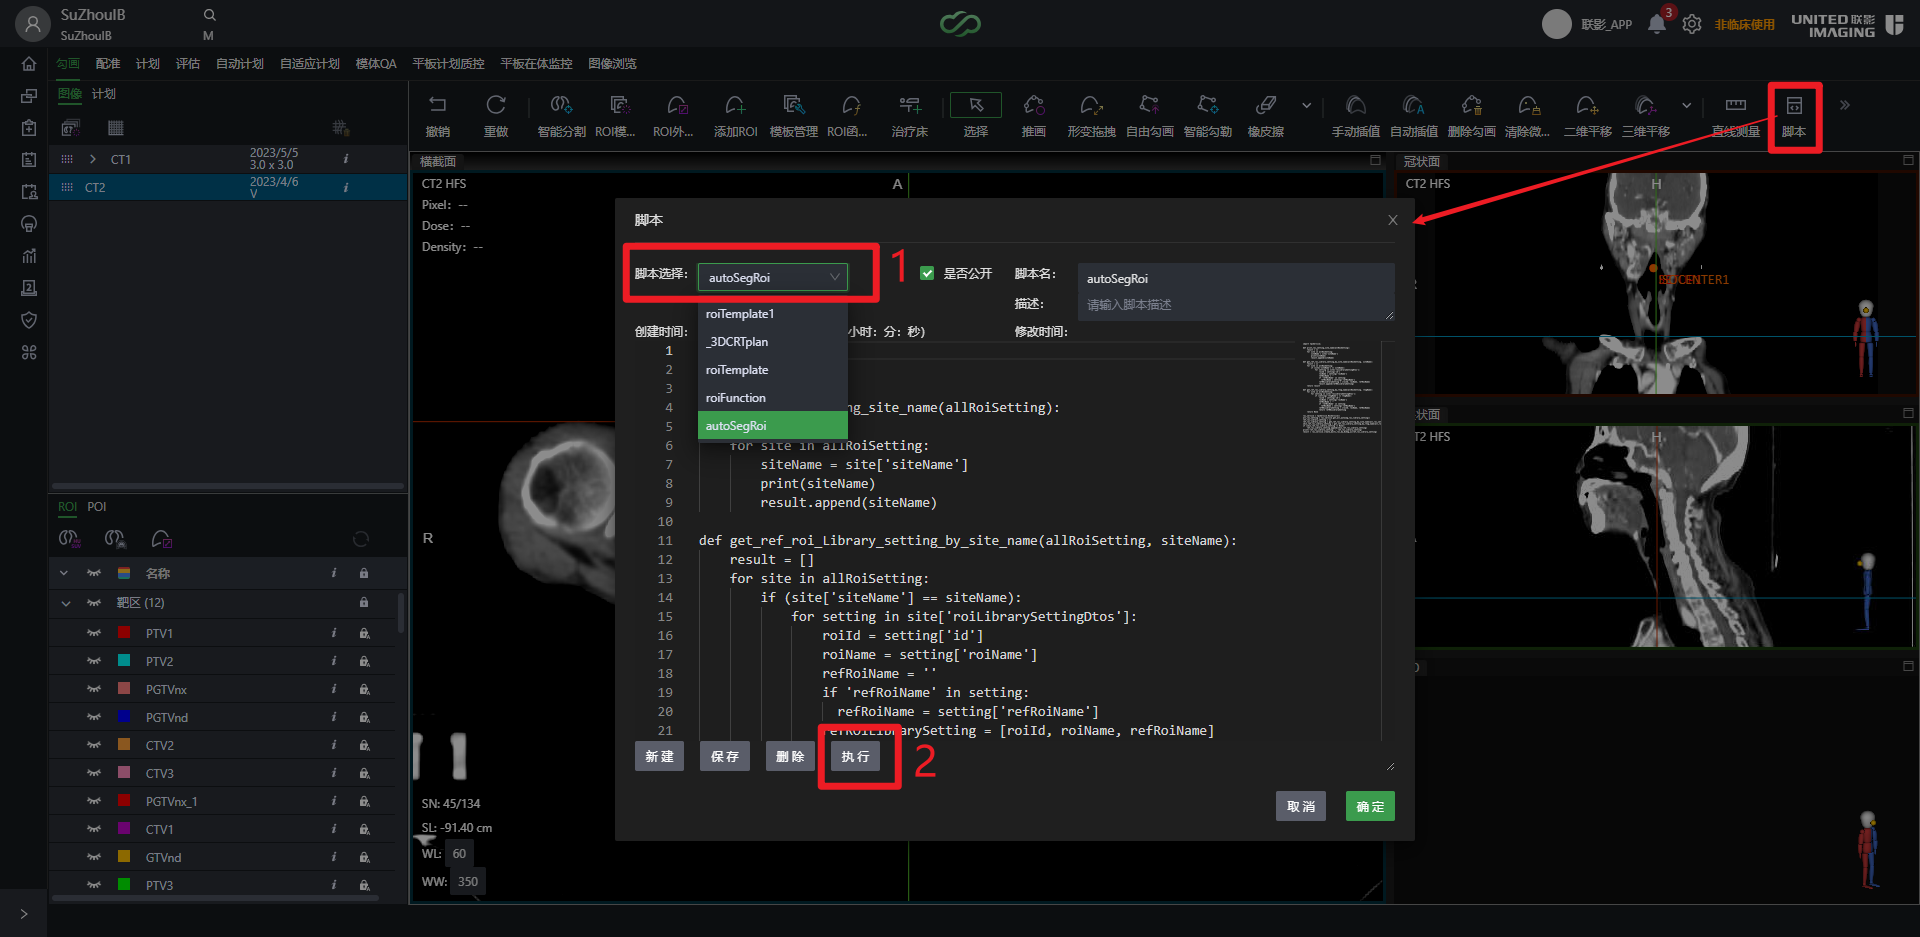 SuZhouIB
SuZhouIB
M
联影_APP
3
非临床使用
UNITED 联影
IMAGING
勾画 配准 计划 评估 自动计划 自适应计划 模体QA 平板计划质控 平板在体监控 图像浏览
图像 计划
撤销 重做 智能分割 ROI模... ROI外... 添加ROI 模板管理 ROI函... 治疗床 选择 推画 形变拖拽 自由勾画 智能勾勒 橡皮擦 手动插值 自动插值 删除勾画 清除微... 二维平移 三维平移 直线测量 脚本
CT1 2023/5/5
3.0 x 3.0
CT2 2023/4/6
V
横截面
CT2 HFS
A
Pixel: --
Dose: --
Density: --
R
SN: 45/134
SL: -91.40 cm
WL: 60
WW: 350
冠状面
CT2 HFS
H
ISOCENTER1
状面
T2 HFS
H
脚本
脚本选择: autoSegRoi
1
是否公开
脚本名: autoSegRoi
描述: 请输入脚本描述
创建时间:
小时: 分: 秒)
修改时间:
roiTemplate1
_3DCRTplan
roiTemplate
roiFunction
autoSegRoi
1
2
3
4 ng_site_name(allRoiSetting):
5
6 for site in allRoiSetting:
7 siteName = site['siteName']
8 print(siteName)
9 result.append(siteName)
10
11 def get_ref_roi_Library_setting_by_site_name(allRoiSetting, siteName):
12 result = []
13 for site in allRoiSetting:
14 if (site['siteName'] == siteName):
15 for setting in site['roiLibrarySettingDtos']:
16 roiId = setting['id']
17 roiName = setting['roiName']
18 refRoiName = ''
19 if 'refRoiName' in setting:
20 refRoiName = setting['refRoiName']
21 refROILibrarySetting = [roiId, roiName, refRoiName]
新建 保存 删除 执行
2
取消 确定
ROI POI
名称
靶区 (12)
PTV1
PTV2
PGTVnx
PGTVnd
CTV2
CTV3
PGTVnx_1
CTV1
GTVnd
PTV3